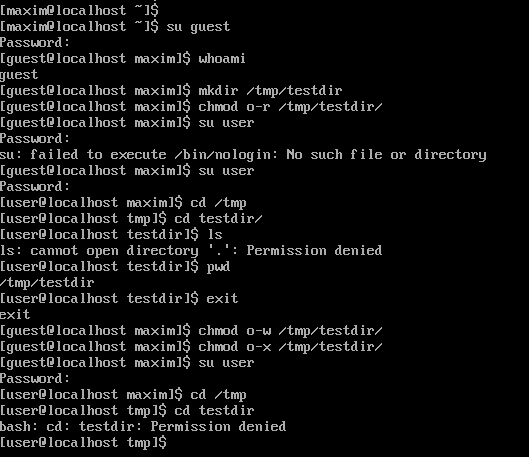 [maxim@localhost ~]$
[maxim@localhost ~]$ su guest
Password:
[guest@localhost maxim]$ whoami
guest
[guest@localhost maxim]$ mkdir /tmp/testdir
[guest@localhost maxim]$ chmod o-r /tmp/testdir/
[guest@localhost maxim]$ su user
Password:
su: failed to execute /bin/nologin: No such file or directory
[guest@localhost maxim]$ su user
Password:
[user@localhost maxim]$ cd /tmp
[user@localhost tmp]$ cd testdir/
[user@localhost testdir]$ ls
ls: cannot open directory '.': Permission denied
[user@localhost testdir]$ pwd
/tmp/testdir
[user@localhost testdir]$ exit
exit
[guest@localhost maxim]$ chmod o-w /tmp/testdir/
[guest@localhost maxim]$ chmod o-x /tmp/testdir/
[guest@localhost maxim]$ su user
Password:
[user@localhost maxim]$ cd /tmp
[user@localhost tmp]$ cd testdir
bash: cd: testdir: Permission denied
[user@localhost tmp]$